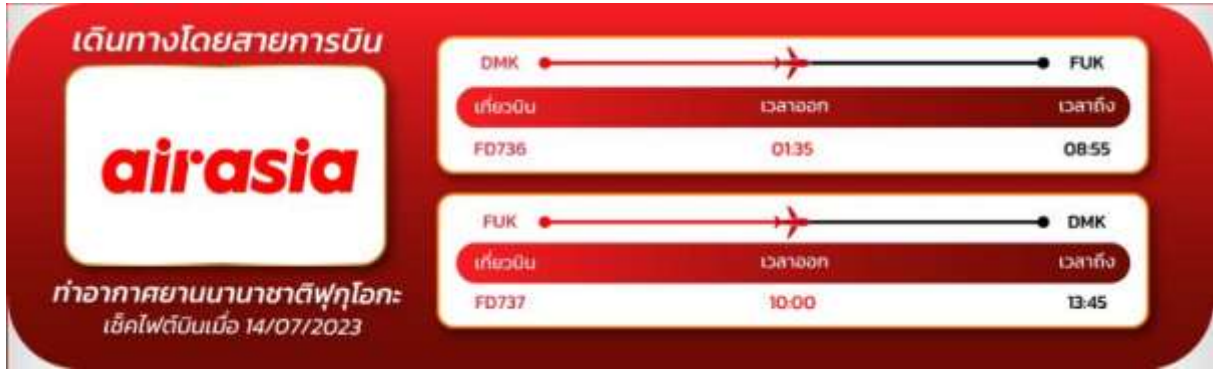 เดินทางโดยสายการบิน
airasia
ท่าอากาศยานนานาชาติฟุกุโอกะ
เช็คไฟต์บินเมื่อ 14/07/2023
DMK FUK
เที่ยวบิน เวลาออก เวลาถึง
FD736 01:35 08:55
FUK DMK
เที่ยวบิน เวลาออก เวลาถึง
FD737 10:00 13:45